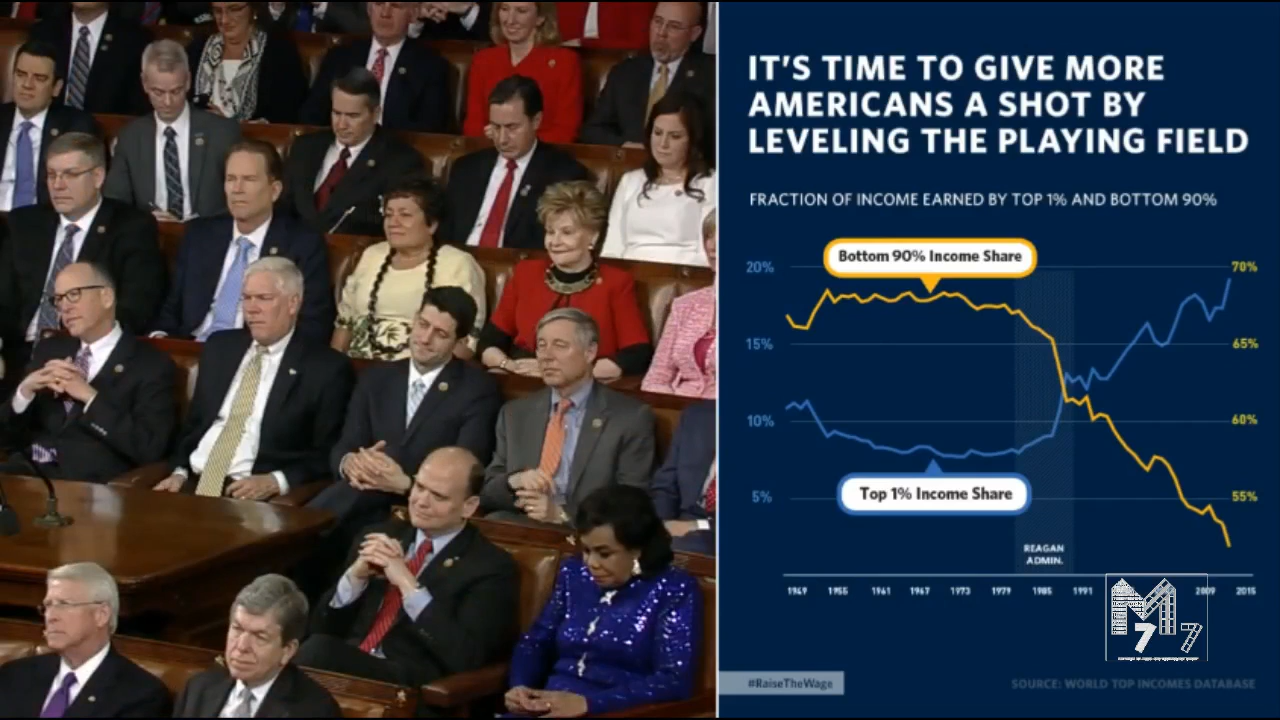 IT'S TIME TO GIVE MORE
AMERICANS A SHOT BY
LEVELING THE PLAYING FIELD
FRACTION OF INCOME EARNED BY TOP 1% AND BOTTOM 90%
Bottom 90% Income Share
20% 70%
15% 65%
10% 60%
5% 55%
Top 1% Income Share
REAGAN
ADMIN.
1949 1955 1961 1967 1973 1979 1985 1991 2009 2015
M
7 7
#RaiseTheWage
SOURCE: WORLD TOP INCOMES DATABASE